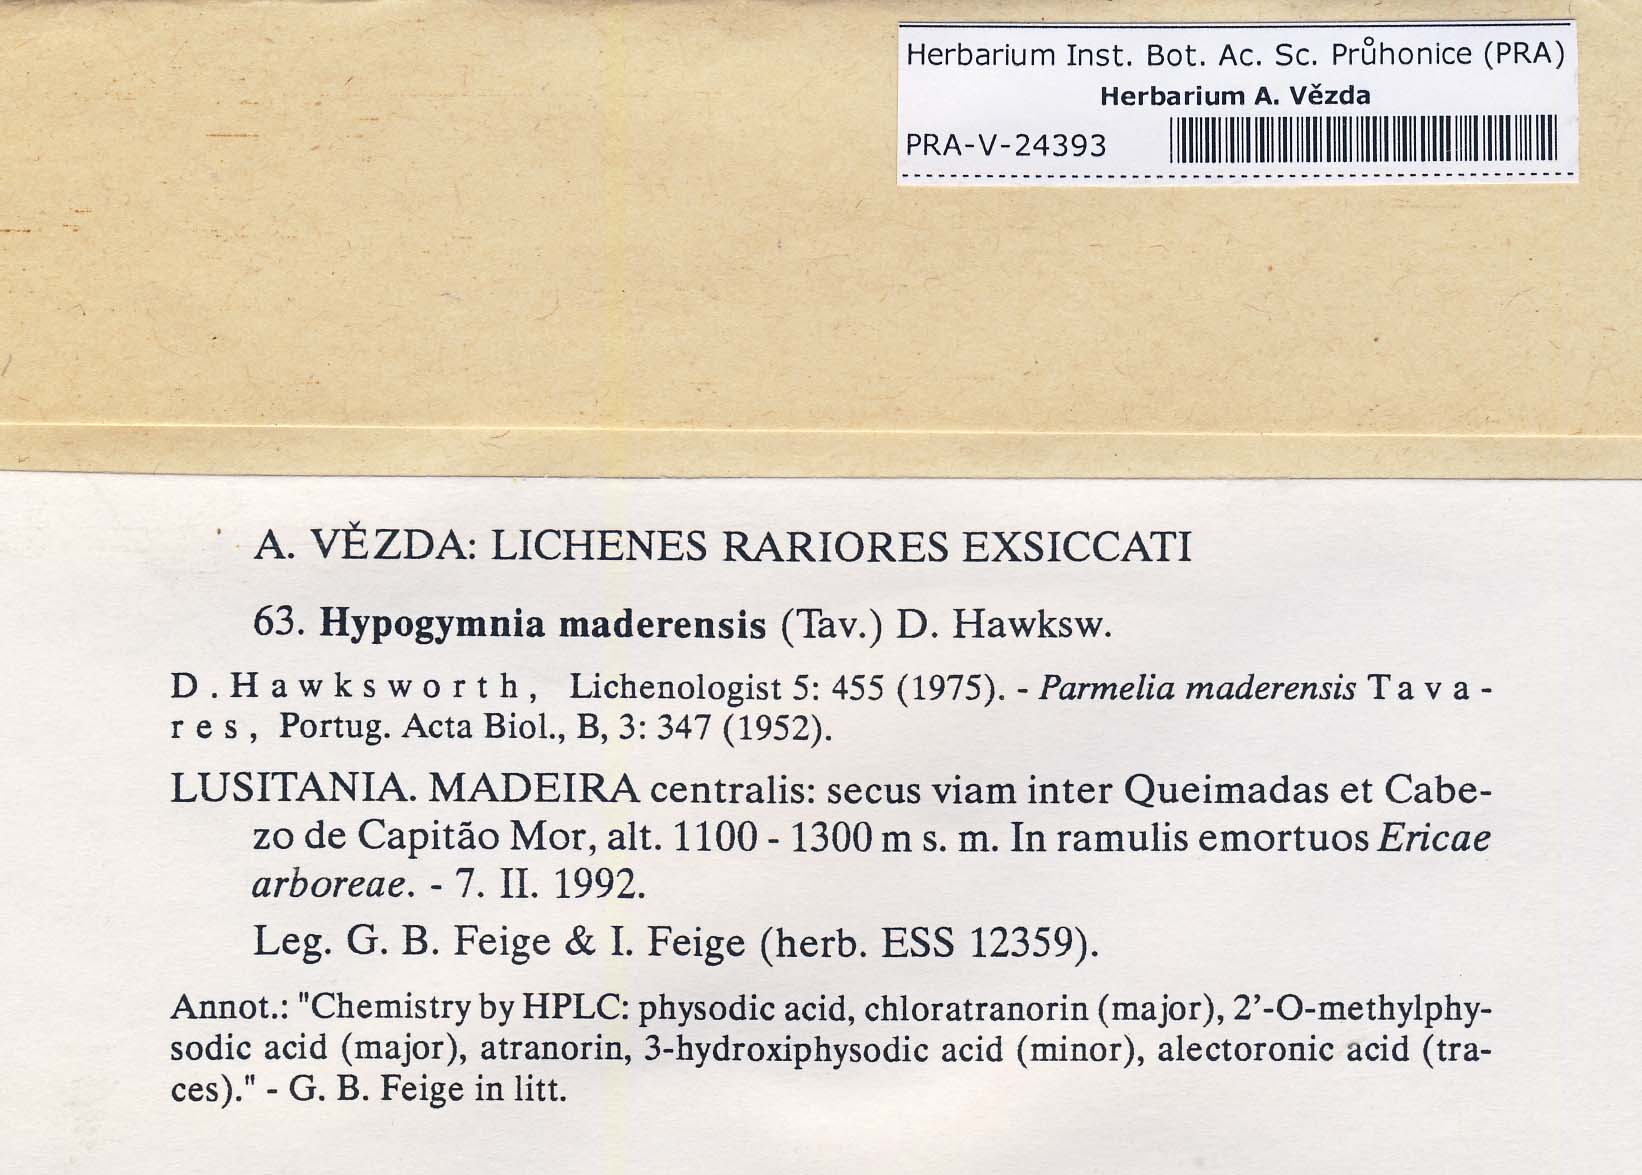 Herbarium Inst. Bot. Ac. Sc. Průhonice (PRA)
Herbarium A. Vězda
PRA-V-24393
A. VĚZDA: LICHENES RARIORES EXSICCATI
63. Hypogymnia maderensis (Tav.) D. Hawksw.
D. Hawksworth, Lichenologist 5: 455 (1975). - Parmelia maderensis Tava-
res, Portug. Acta Biol., B, 3: 347 (1952).
LUSITANIA. MADEIRA centralis: secus viam inter Queimadas et Cabe-
zo de Capitão Mor, alt. 1100 - 1300 m s. m. In ramulis emortuos Ericae
arboreae. - 7. II. 1992.
Leg. G. B. Feige & I. Feige (herb. ESS 12359).
Annot.: "Chemistry by HPLC: physodic acid, chloratranorin (major), 2’-O-methylphy-
sodic acid (major), atranorin, 3-hydroxiphysodic acid (minor), alectoronic acid (tra-
ces)." - G. B. Feige in litt.